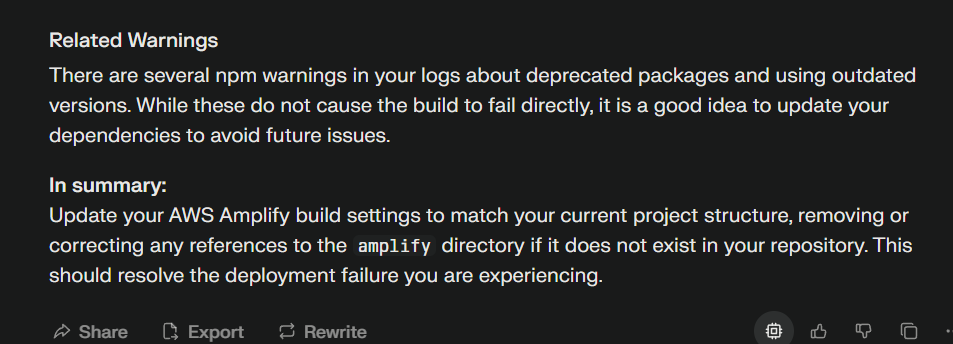 Related Warnings
There are several npm warnings in your logs about deprecated packages and using outdated
versions. While these do not cause the build to fail directly, it is a good idea to update your
dependencies to avoid future issues.
In summary:
Update your AWS Amplify build settings to match your current project structure, removing or
correcting any references to the amplify directory if it does not exist in your repository. This
should resolve the deployment failure you are experiencing.
Share Export Rewrite